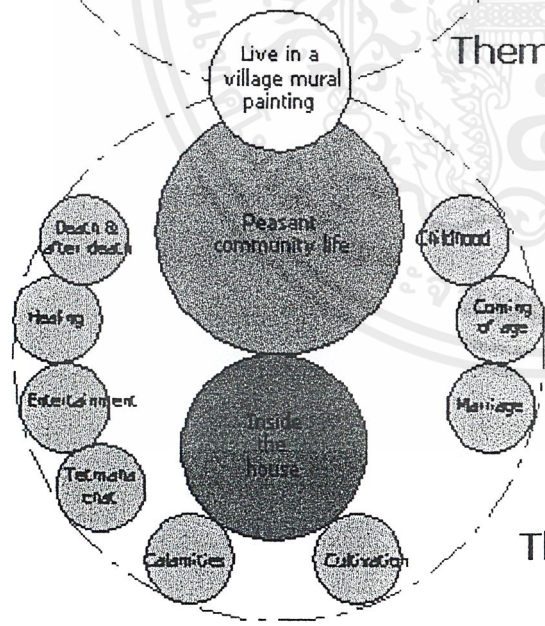 Live in a
village mural
painting
Them
Peasant
community life
Death &
after death
Childhood
Healing
Coming
of age
Entertainment
Marriage
Inside
the
house
Calamities
Cultivation
Th